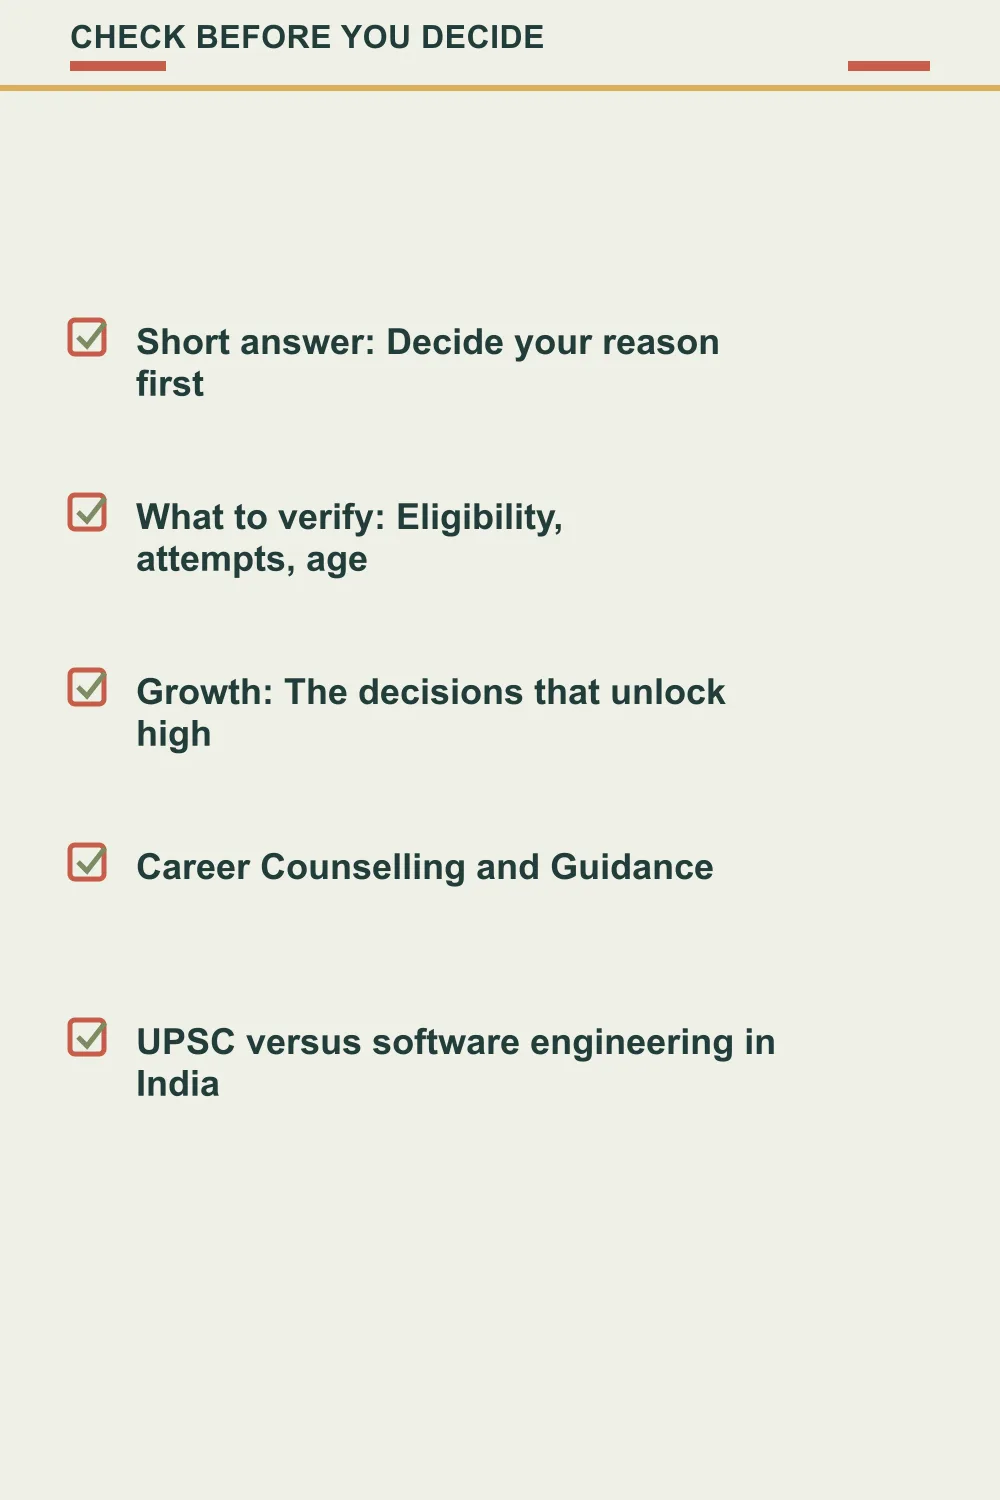 CHECK BEFORE YOU DECIDE
Short answer: Decide your reason
first
What to verify: Eligibility,
attempts, age
Growth: The decisions that unlock
high
Career Counselling and Guidance
UPSC versus software engineering in
India